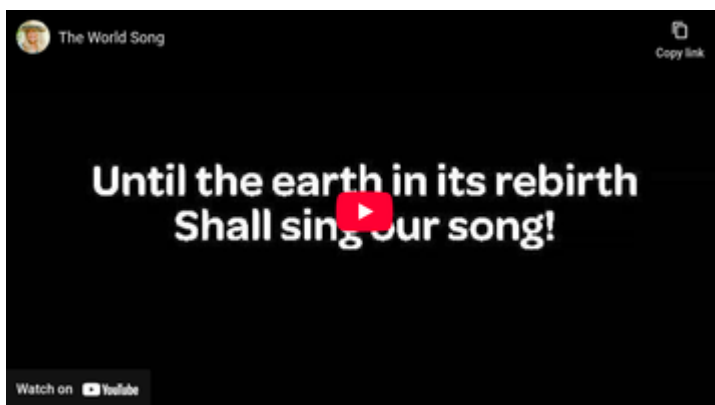 The World Song
Copy link
Until the earth in its rebirth
Shall sing our song!
Watch on YouTube